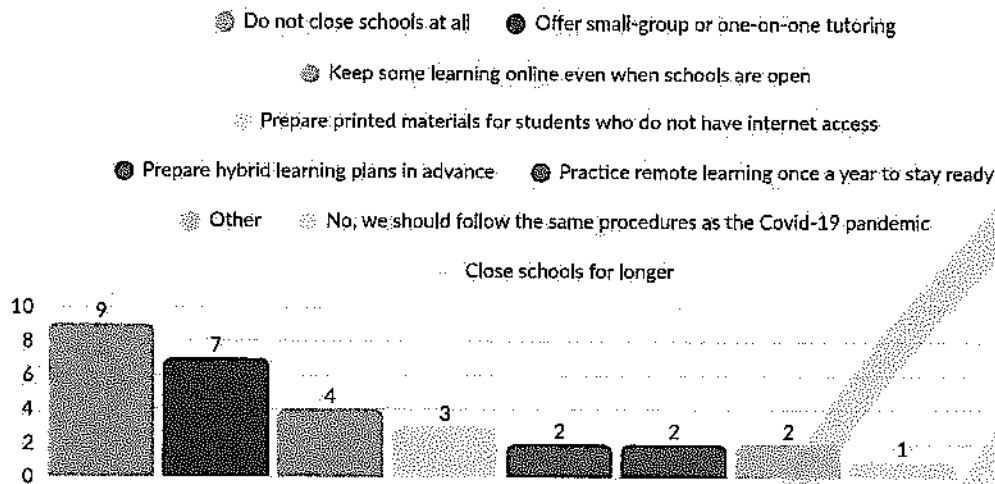 Do not close schools at all Offer small-group or one-on-one tutoring
Keep some learning online even when schools are open
Prepare printed materials for students who do not have internet access
Prepare hybrid learning plans in advance Practice remote learning once a year to stay ready
Other No, we should follow the same procedures as the Covid-19 pandemic
Close schools for longer
10
9
8
7
6
4
4
3
2
2
2
2
1
0